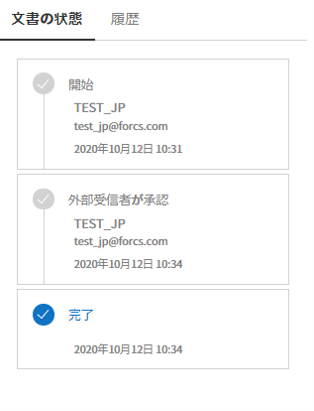 文書の状態 履歴
開始
TEST_JP
test_jp@forcs.com
2020年10月12日 10:31
外部受信者が承認
TEST_JP
test_jp@forcs.com
2020年10月12日 10:34
完了
2020年10月12日 10:34